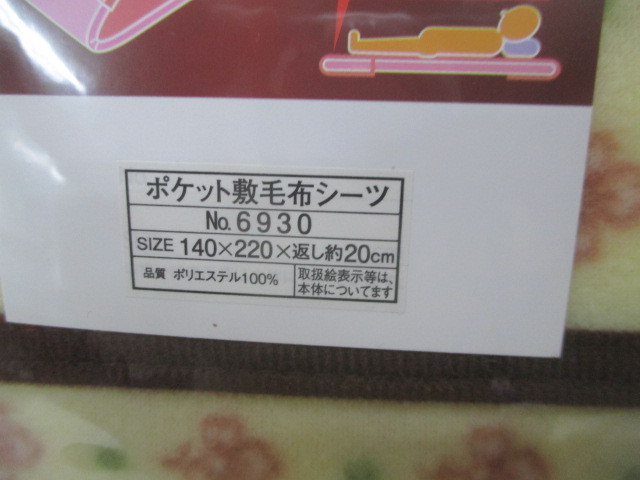 ポケット敷毛布シーツ
No.6930
SIZE 140×220×返し約20cm
品質 ポリエステル100%
取扱絵表示等は、
本体についてます